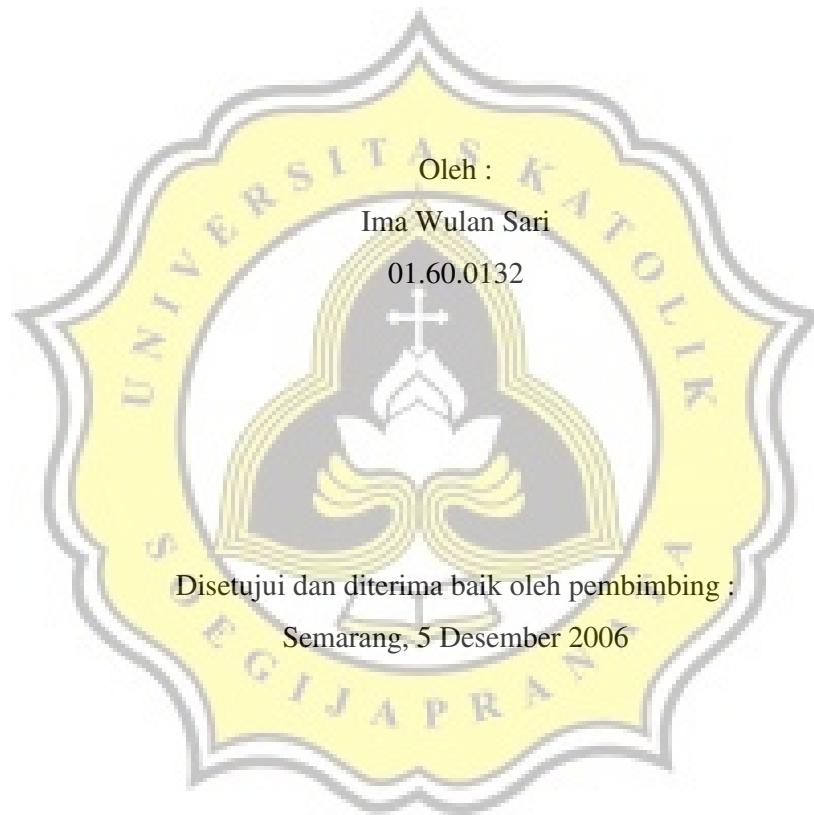 UNIVERSITAS KATOLIK
Oleh :
Ima Wulan Sari
01.60.0132
Disetujui dan diterima baik oleh pembimbing :
Semarang, 5 Desember 2006
SOEGIJAPRANATA